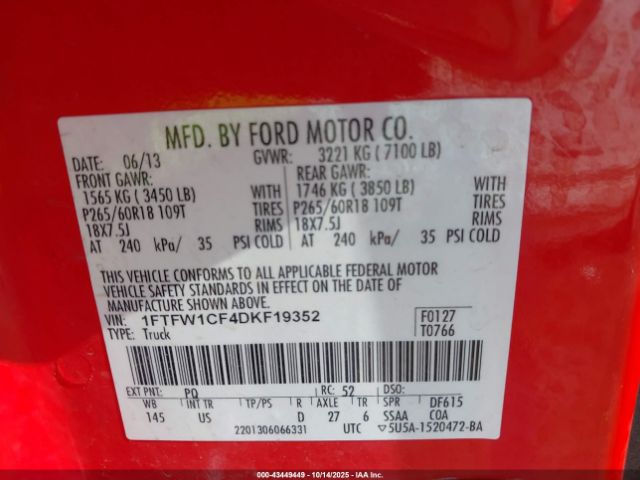 MFD. BY FORD MOTOR CO.
DATE: 06/13 GVWR: 3221 KG ( 7100 LB)
FRONT GAWR: REAR GAWR:
1565 KG ( 3450 LB) WITH 1746 KG ( 3850 LB) WITH
P265/60R18 109T TIRES P265/60R18 109T TIRES
18X7.5J RIMS 18X7.5J RIMS
AT 240 kPa/ 35 PSI COLD AT 240 kPa/ 35 PSI COLD
THIS VEHICLE CONFORMS TO ALL APPLICABLE FEDERAL MOTOR
VEHICLE SAFETY STANDARDS IN EFFECT ON THE DATE OF
MANUFACTURE SHOWN ABOVE.
VIN: 1FTFW1CF4DKF19352 F0127
TYPE: Truck T0766
EXT PNT: PQ RC: 52 DSO:
WB INT TR TP/PS R AXLE TR SPR DF615
145 US D 27 6 SSAA COA
2201306066331 UTC ▽5U5A-1520472-BA
000-43449449 - 10/14/2025 - IAAI.CA